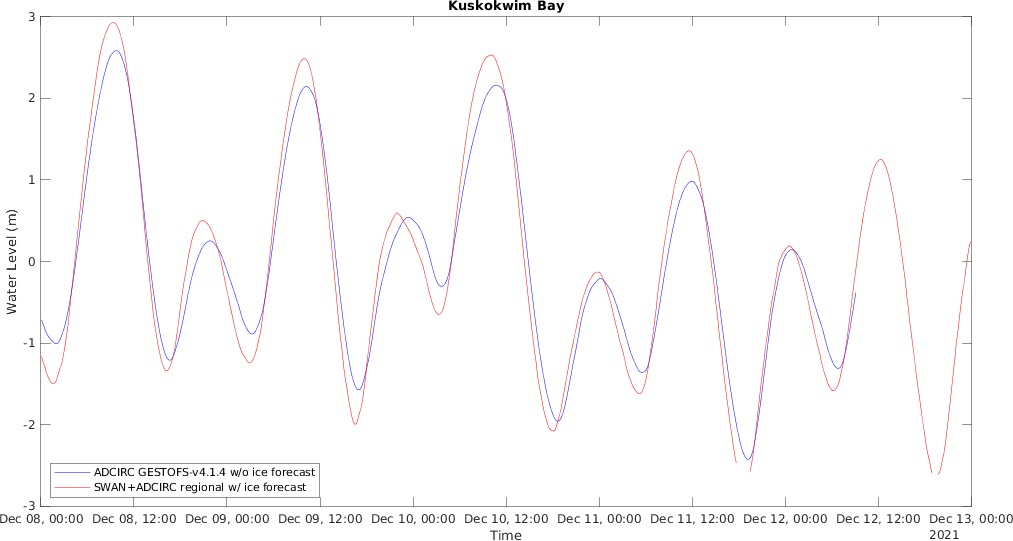 Kuskokwim Bay
3
2
1
0
-1
-2
-3
Water Level (m)
ADCIRC GESTOFS-v4.1.4 w/o ice forecast
SWAN+ADCIRC regional w/ ice forecast
Dec 08, 00:00 Dec 08, 12:00 Dec 09, 00:00 Dec 09, 12:00 Dec 10, 00:00 Dec 10, 12:00 Dec 11, 00:00 Dec 11, 12:00 Dec 12, 00:00 Dec 12, 12:00 Dec 13, 00:00
Time
2021